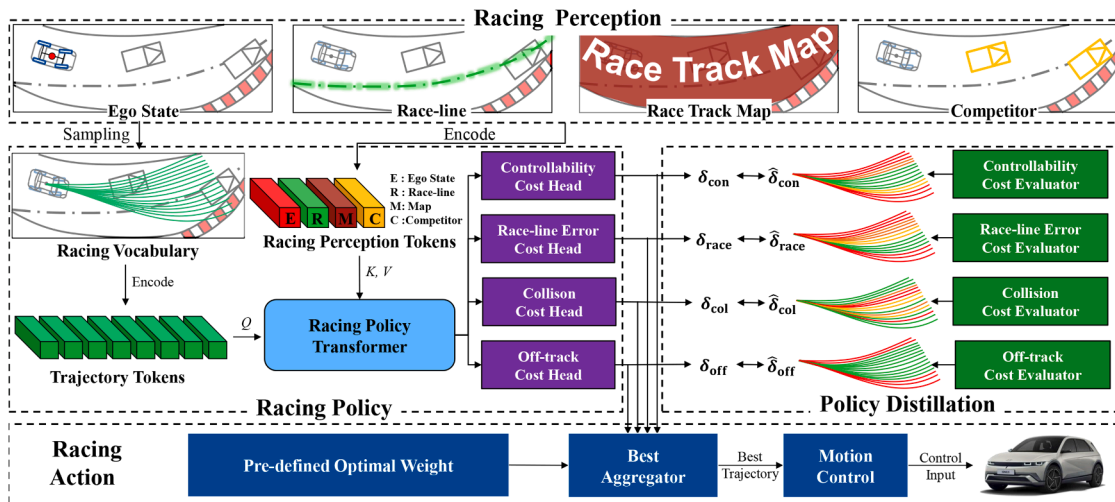 Racing Perception
Race Track Map
Ego State
Race-line
Race Track Map
Competitor
Sampling
Encode
Racing Vocabulary
E : Ego State
R : Race-line
M: Map
C :Competitor
E R M C
Racing Perception Tokens
Encode
K, V
Trajectory Tokens
Q
Racing Policy
Transformer
Controllability
Cost Head
Race-line Error
Cost Head
Collison
Cost Head
Off-track
Cost Head
Racing Policy
δcon
δ̂con
Controllability
Cost Evaluator
δrace
δ̂race
Race-line Error
Cost Evaluator
δcol
δ̂col
Collision
Cost Evaluator
δoff
δ̂off
Off-track
Cost Evaluator
Policy Distillation
Racing
Action
Pre-defined Optimal Weight
Best
Aggregator
Best
Trajectory
Motion
Control
Control
Input